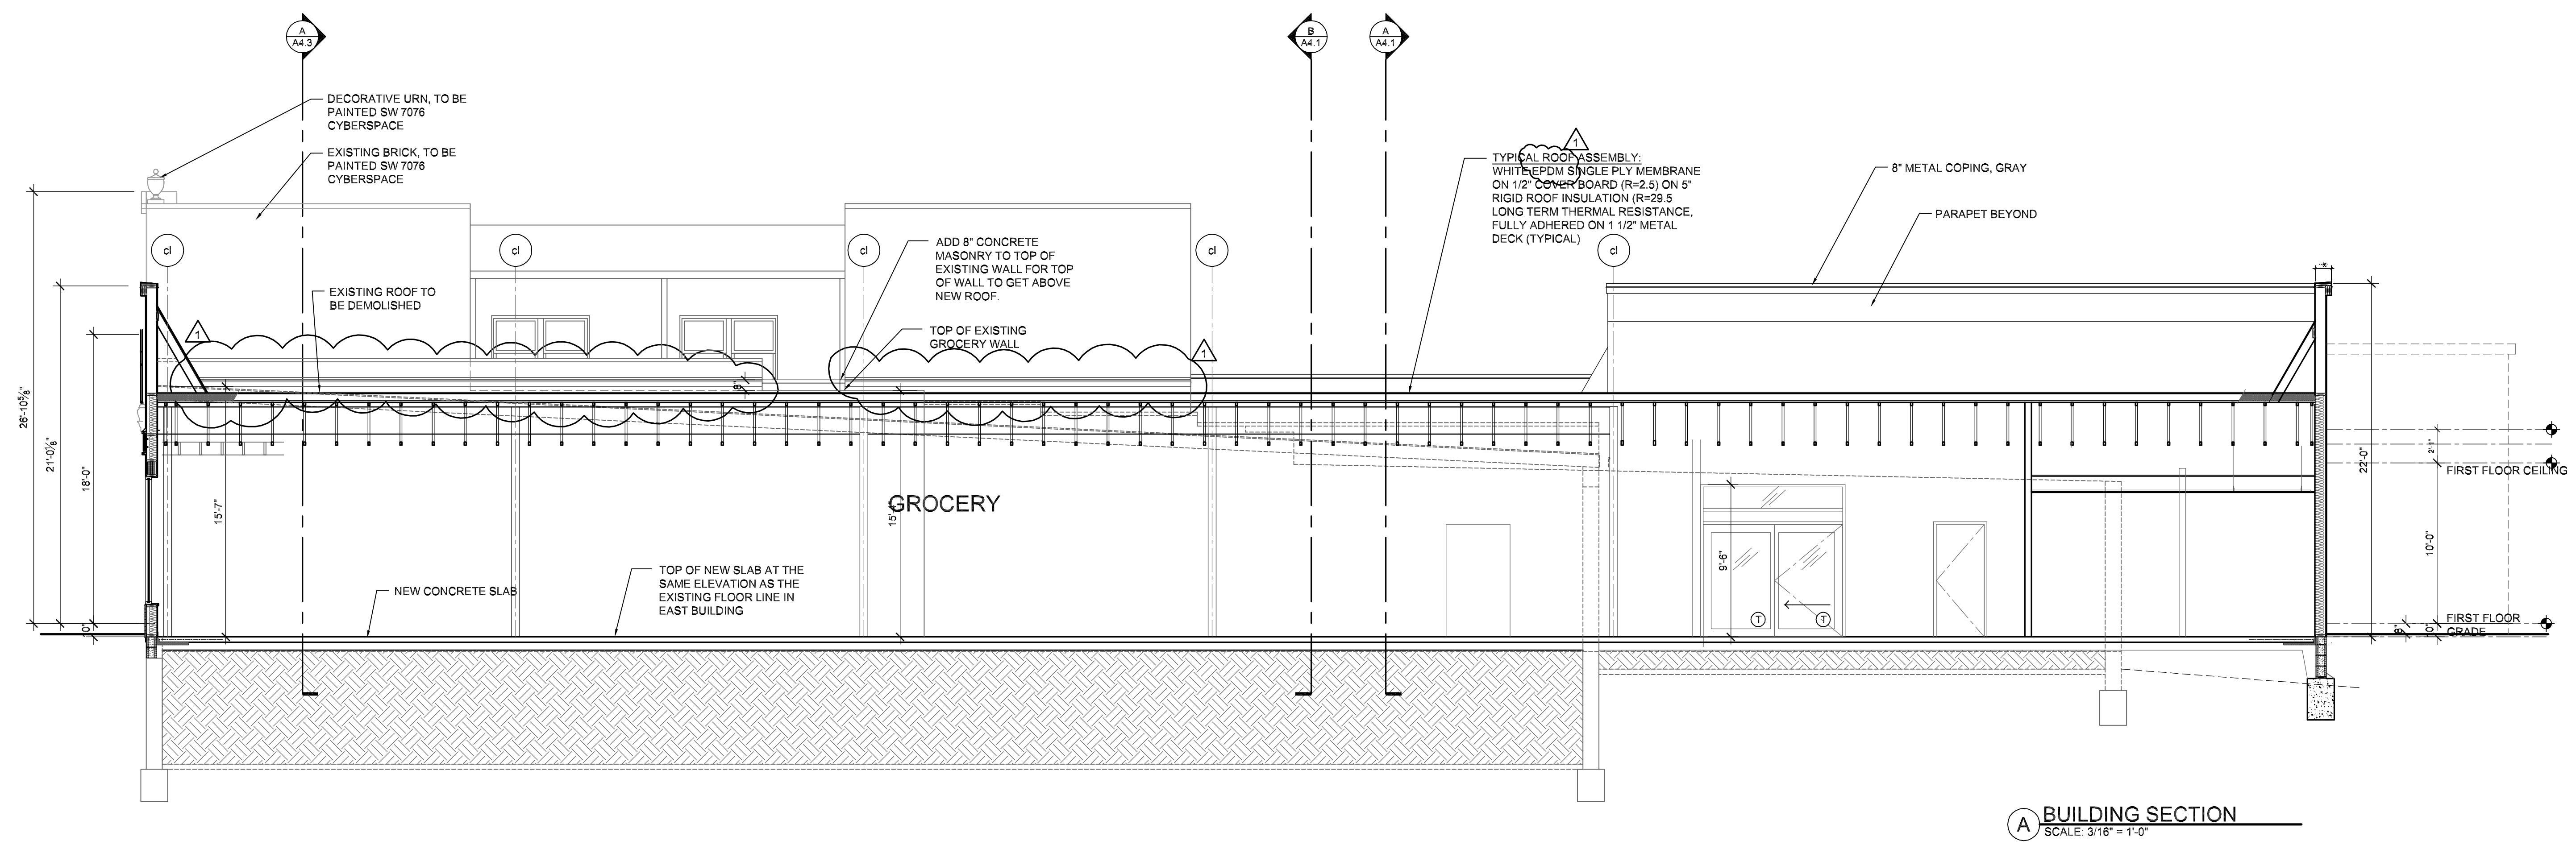 A
A4.3
B
A4.1
A
A4.1
DECORATIVE URN, TO BE
PAINTED SW 7076
CYBERSPACE
EXISTING BRICK, TO BE
PAINTED SW 7076
CYBERSPACE
1
TYPICAL ROOF ASSEMBLY:
WHITE EPDM SINGLE PLY MEMBRANE
ON 1/2" COVER BOARD (R=2.5) ON 5"
RIGID ROOF INSULATION (R=29.5
LONG TERM THERMAL RESISTANCE,
FULLY ADHERED ON 1 1/2" METAL
DECK (TYPICAL)
8" METAL COPING, GRAY
PARAPET BEYOND
cl
cl
cl
cl
cl
ADD 8" CONCRETE
MASONRY TO TOP OF
EXISTING WALL FOR TOP
OF WALL TO GET ABOVE
NEW ROOF.
EXISTING ROOF TO
BE DEMOLISHED
TOP OF EXISTING
GROCERY WALL
1
1
8"
26'-10⅝"
21'-0⅛"
18'-0"
15'-7"
GROCERY
9'-6"
22'-0"
2'-1"
FIRST FLOOR CEILING
10'-0"
TOP OF NEW SLAB AT THE
SAME ELEVATION AS THE
EXISTING FLOOR LINE IN
EAST BUILDING
NEW CONCRETE SLAB
T
T
FIRST FLOOR
GRADE
8"
A
BUILDING SECTION
SCALE: 3/16" = 1'-0"